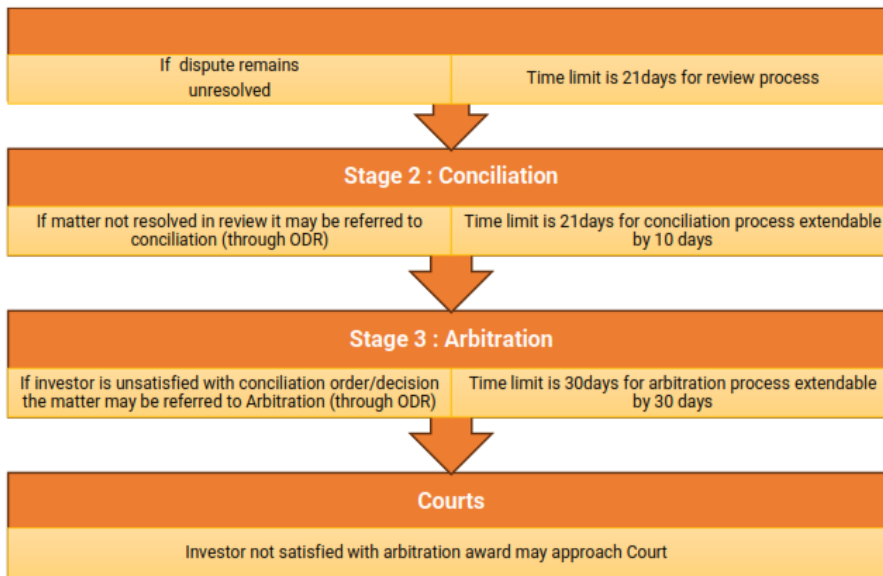 If dispute remains
unresolved
Time limit is 21days for review process
Stage 2 : Conciliation
If matter not resolved in review it may be referred to
conciliation (through ODR)
Time limit is 21days for conciliation process extendable
by 10 days
Stage 3 : Arbitration
If investor is unsatisfied with conciliation order/decision
the matter may be referred to Arbitration (through ODR)
Time limit is 30days for arbitration process extendable
by 30 days
Courts
Investor not satisfied with arbitration award may approach Court